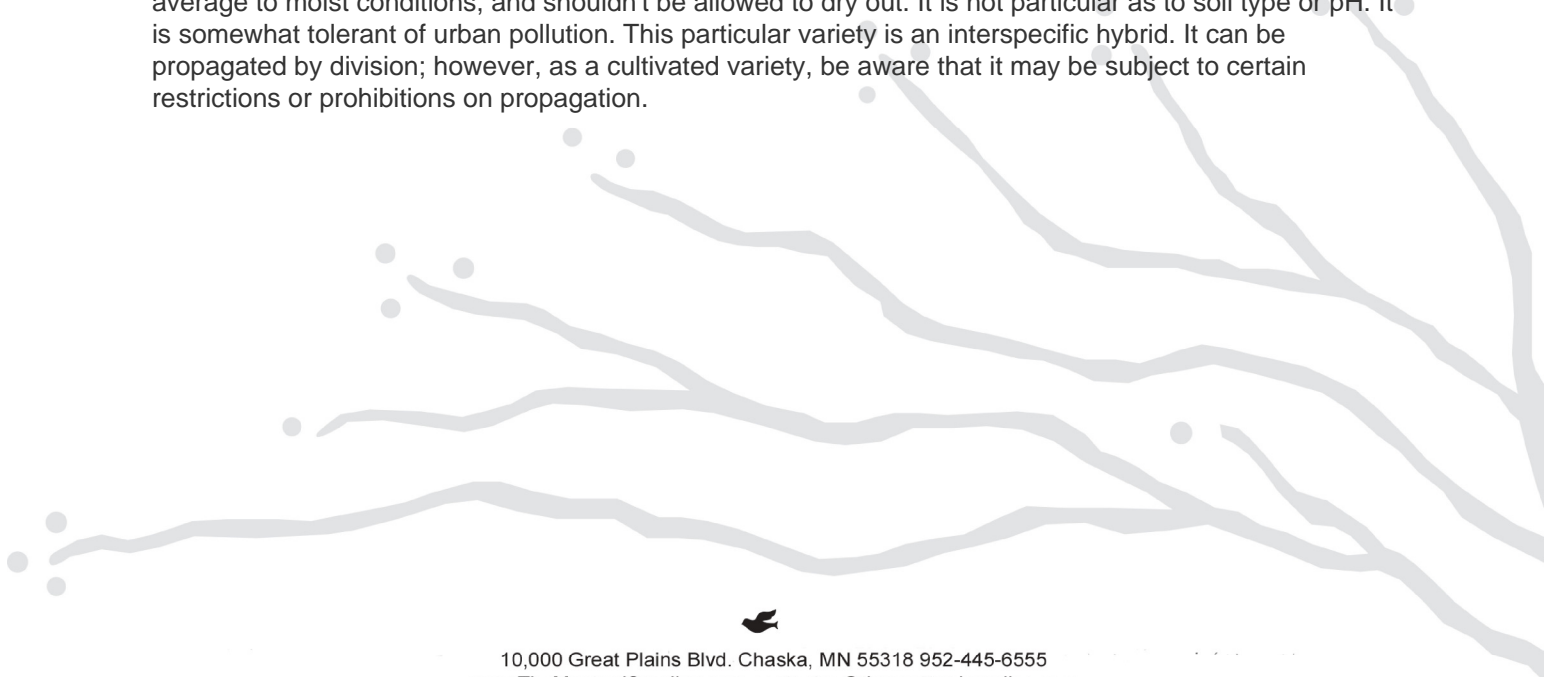 average to moist conditions, and shouldn't be allowed to dry out. It is not particular as to soil type or pH. It
is somewhat tolerant of urban pollution. This particular variety is an interspecific hybrid. It can be
propagated by division; however, as a cultivated variety, be aware that it may be subject to certain
restrictions or prohibitions on propagation.
10,000 Great Plains Blvd. Chaska, MN 55318 952-445-6555